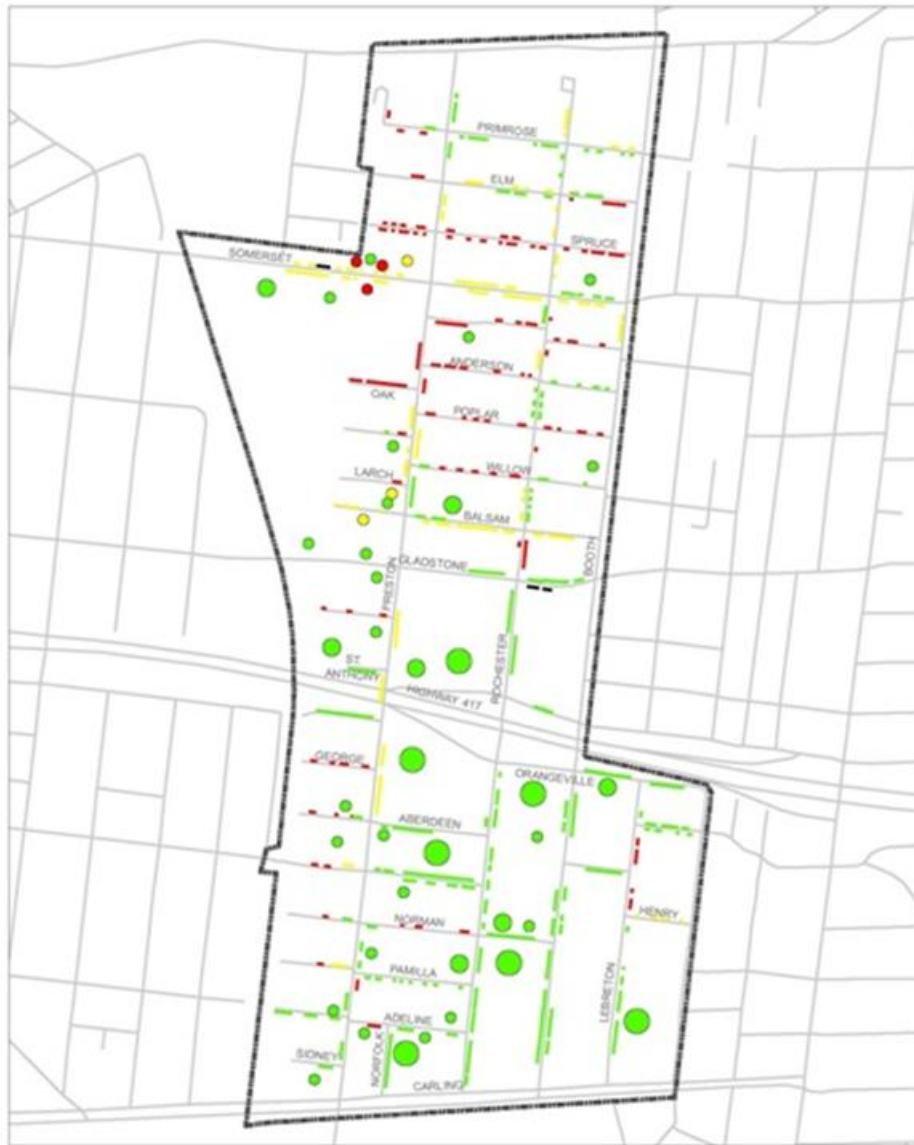 PRIMROSE
ELM
SPRUCE
SOMERSET
ANDERSON
OAK
POPLAR
WILLOW
LARCH
BALSAM
BOOTH
GLADSTONE
PRESTON
ROCHESTER
ST.
ANTHONY
HIGHWAY 417
GEORGE
ORANGEVILLE
ABERDEEN
HENRY
NORMAN
PAMILLA
LEBRETON
ADELINE
SIDNEY
NORFOLK
CARLING